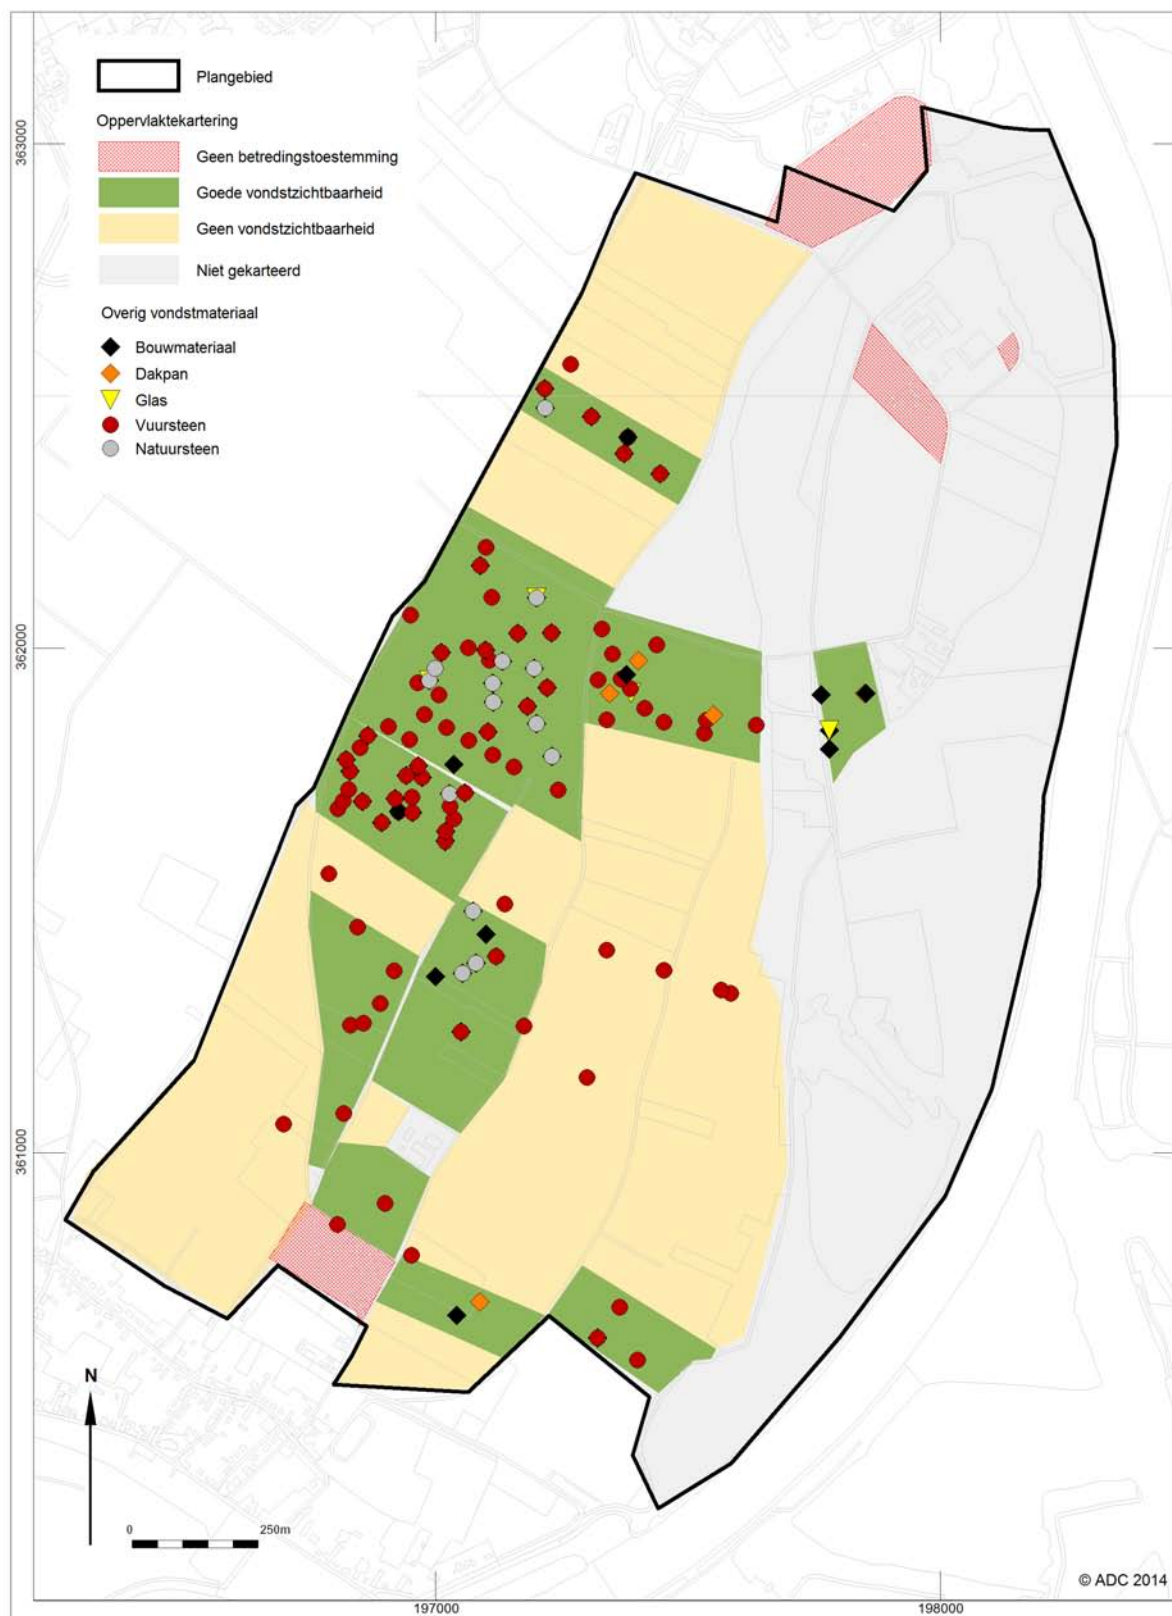 Plangebied
Oppervlaktekartering
Geen betredingstoestemming
Goede vondstzichtbaarheid
Geen vondstzichtbaarheid
Niet gekarteerd
Overig vondstmateriaal
Bouwmateriaal
Dakpan
Glas
Vuursteen
Natuursteen
363000
362000
361000
N
0 250m
© ADC 2014
197000 198000